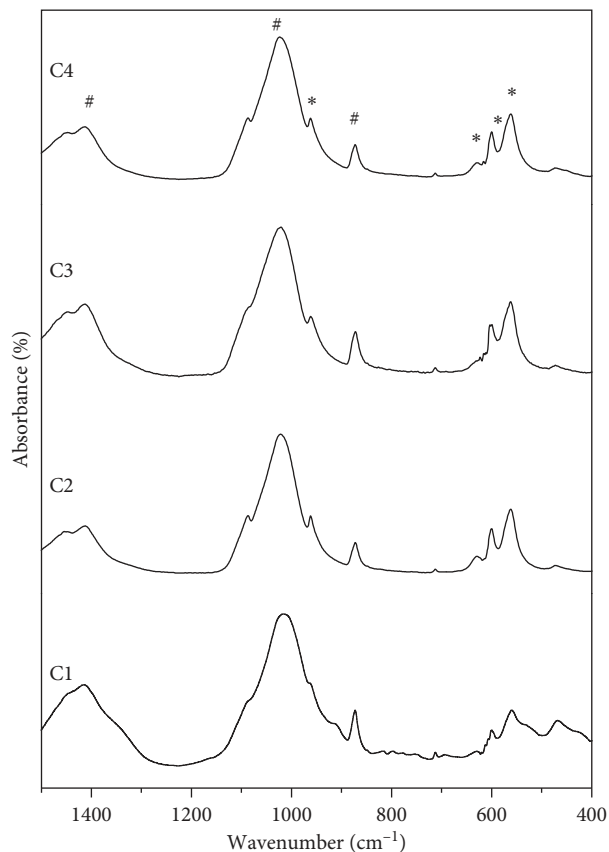 #
C4
#
*
#
*
*
*
C3
C2
C1
Absorbance (%)
1400 1200 1000 800 600 400
Wavenumber (cm⁻¹)